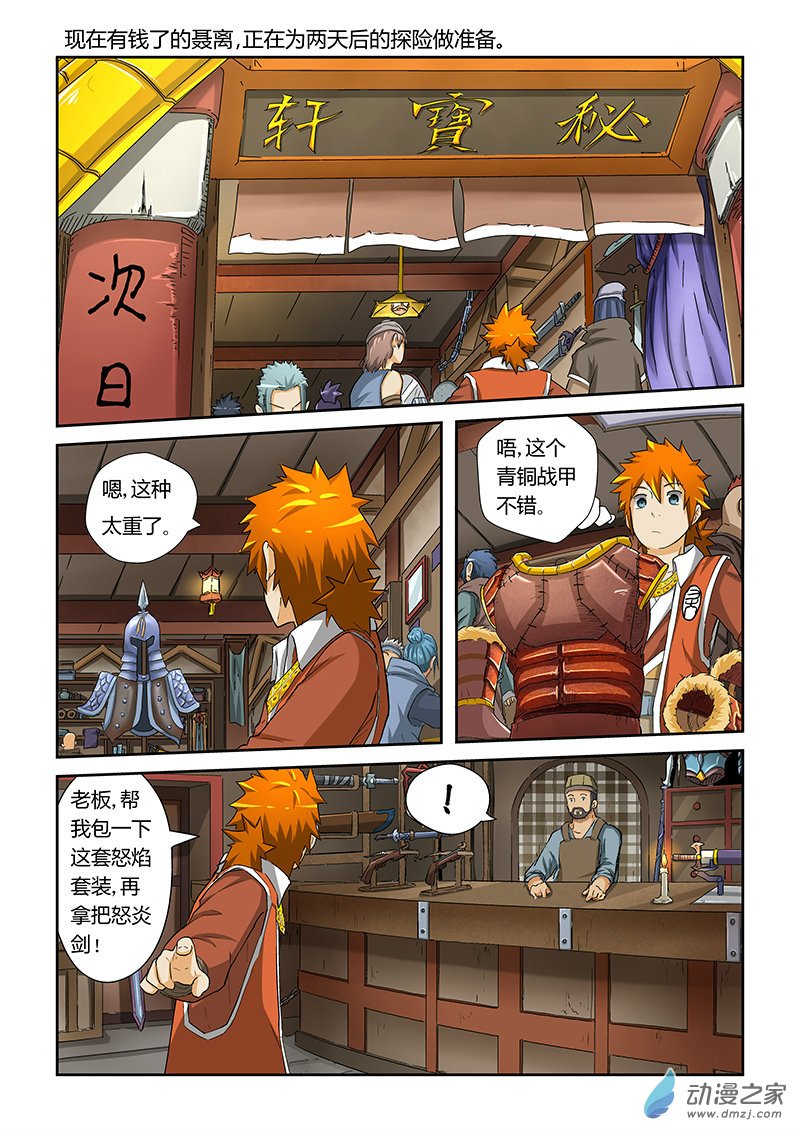 现在有钱了的聂离，正在为两天后的探险做准备。
秘寶轩
次日
嗯，这种
太重了。
唔，这个
青铜战甲
不错。
老板，帮
我包一下
这套怒焰
套装，再
拿把怒炎
剑！
！
动漫之家
www.dmzj.com